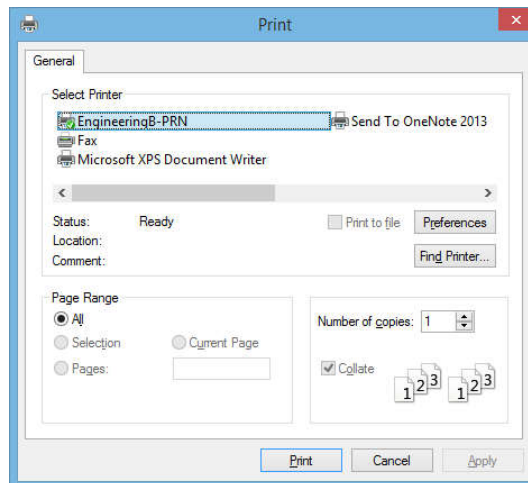 Print
General
Select Printer
EngineeringB-PRN
Send To OneNote 2013
Fax
Microsoft XPS Document Writer
Status: Ready
Print to file
Preferences
Location:
Comment:
Find Printer...
Page Range
All
Selection
Current Page
Pages:
Number of copies: 1
Collate
1 2 3 1 2 3
Print
Cancel
Apply